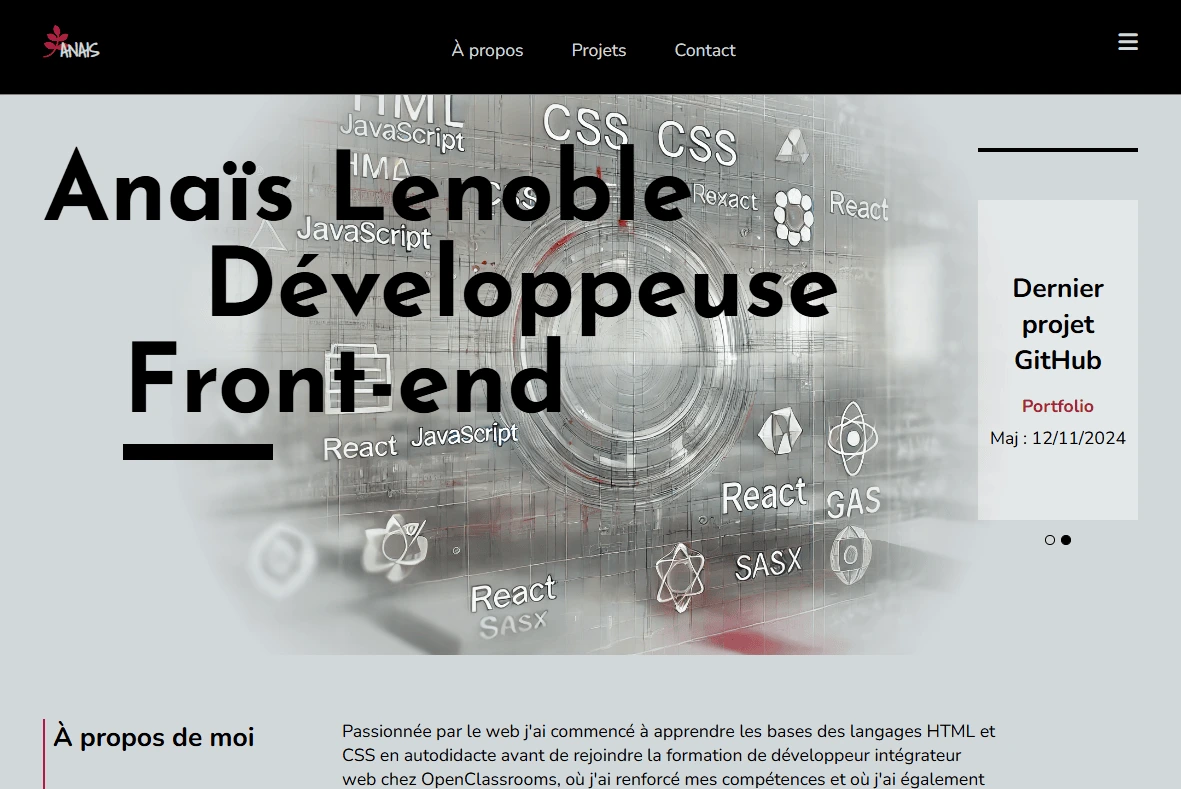 ANAIS
À propos
Projets
Contact
HTML
JavaScript
CSS
CSS
HMA
CSS
Rexact
React
JavaScript
Anaïs Lenoble
Développeuse
Front-end
React
JavaScript
React
GAS
SASX
React
SASX
Dernier
projet
GitHub
Portfolio
Maj : 12/11/2024
À propos de moi
Passionnée par le web j'ai commencé à apprendre les bases des langages HTML et
CSS en autodidacte avant de rejoindre la formation de développeur intégrateur
web chez OpenClassrooms, où j'ai renforcé mes compétences et où j'ai également